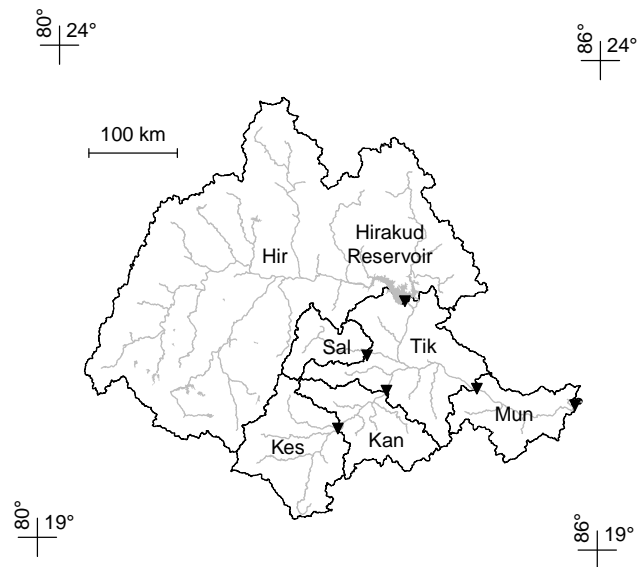 80° 24°
86° 24°
100 km
Hirakud
Reservoir
Hir
Sal
Tik
Mun
Kes
Kan
80° 19°
86° 19°